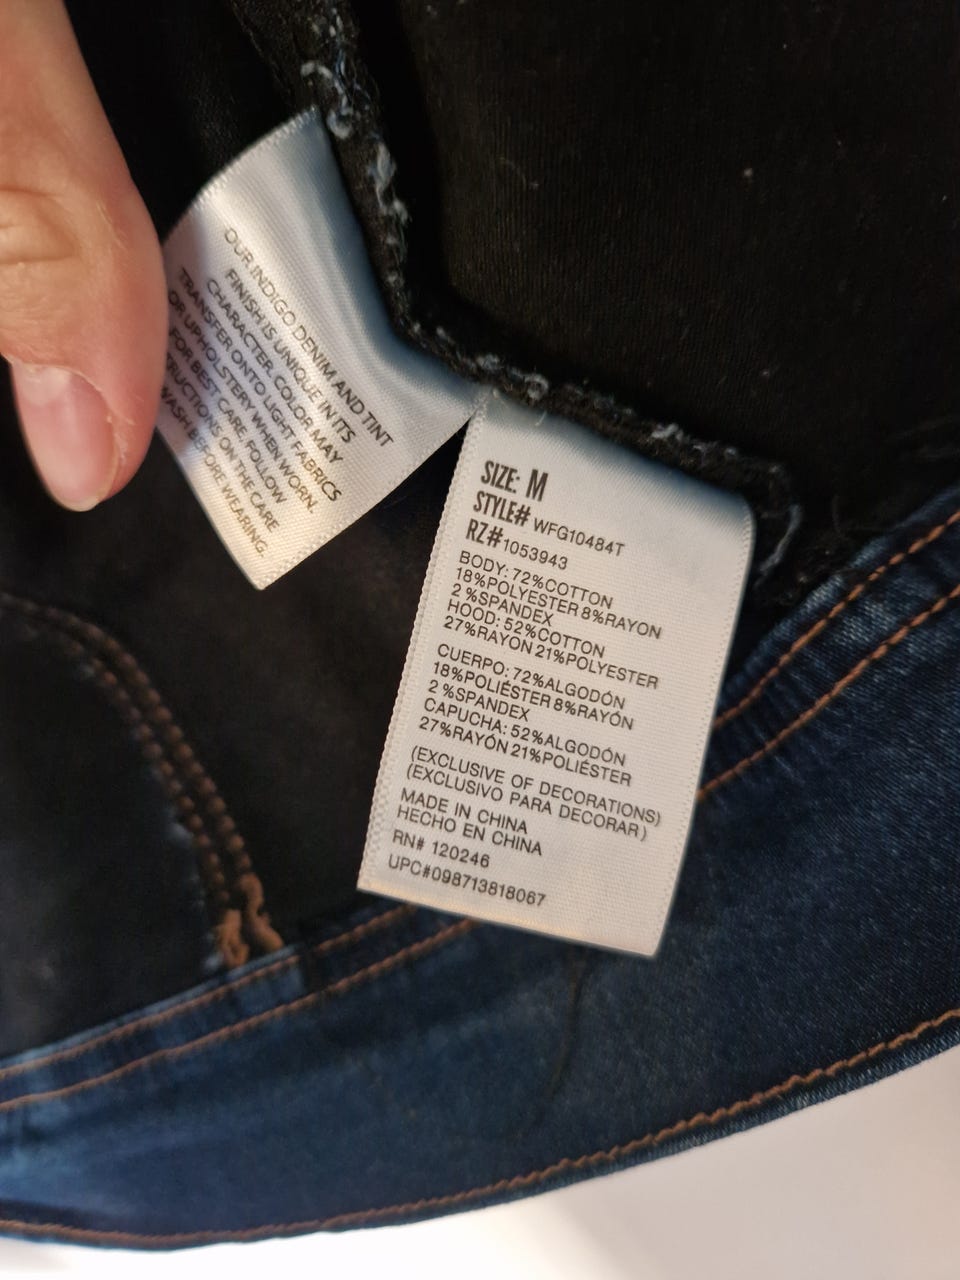 OUR INDIGO DENIM AND TINT
FINISH IS UNIQUE IN ITS
CHARACTER. COLOR MAY
TRANSFER ONTO LIGHT FABRICS
OR UPHOLSTERY WHEN WORN.
FOR BEST CARE, FOLLOW
RUCTIONS ON THE CARE
WASH BEFORE WEARING.
SIZE: M
STYLE# WFG10484T
RZ#1053943
BODY: 72%COTTON
18%POLYESTER 8%RAYON
2 %SPANDEX
HOOD: 52%COTTON
27%RAYON 21%POLYESTER
CUERPO: 72%ALGODÓN
18%POLIÉSTER 8%RAYÓN
2 %SPANDEX
CAPUCHA: 52%ALGODÓN
27%RAYÓN 21%POLIÉSTER
(EXCLUSIVE OF DECORATIONS)
(EXCLUSIVO PARA DECORAR)
MADE IN CHINA
HECHO EN CHINA
RN# 120246
UPC#098713818067